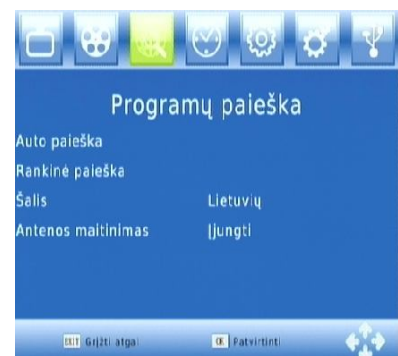 Programų paieška
Auto paieška
Rankinė paieška
Šalis Lietuvių
Antenos maitinimas Įjungti
EXIT Grįžti atgal OK Patvirtinti